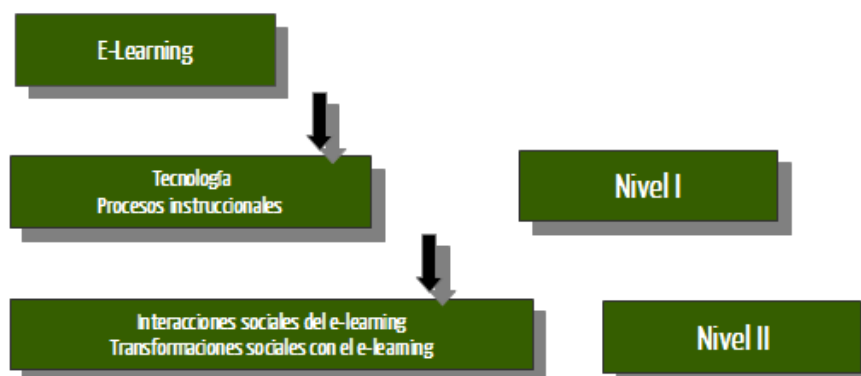 E-Learning
Tecnología
Procesos instruccionales
Nivel I
Interacciones sociales del e-learning
Transformaciones sociales con el e-learning
Nivel II